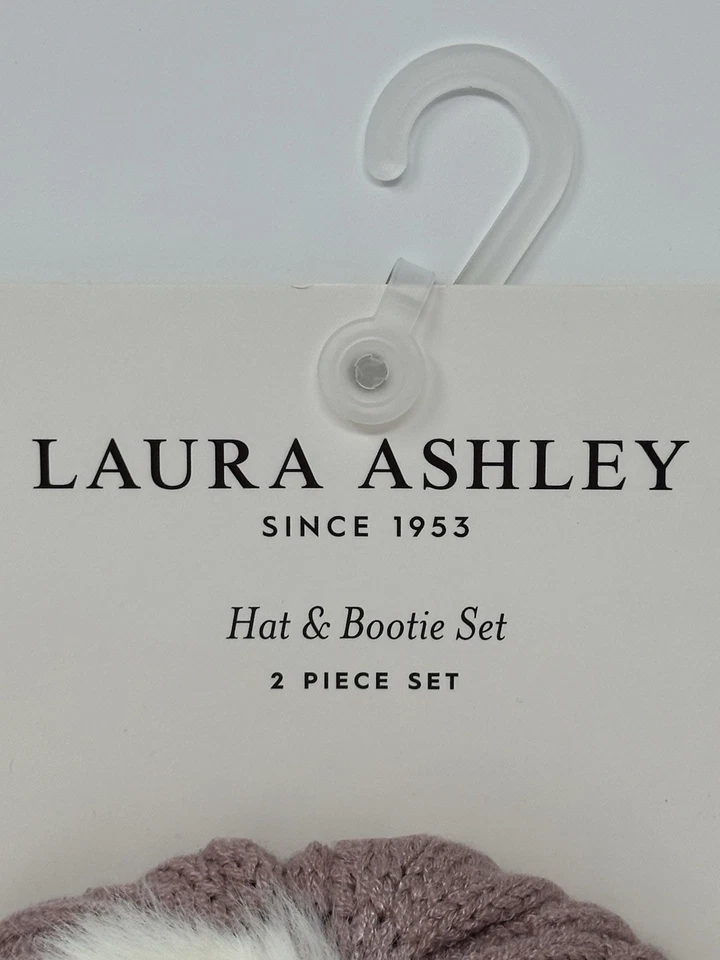 LAURA ASHLEY
SINCE 1953
Hat & Bootie Set
2 PIECE SET